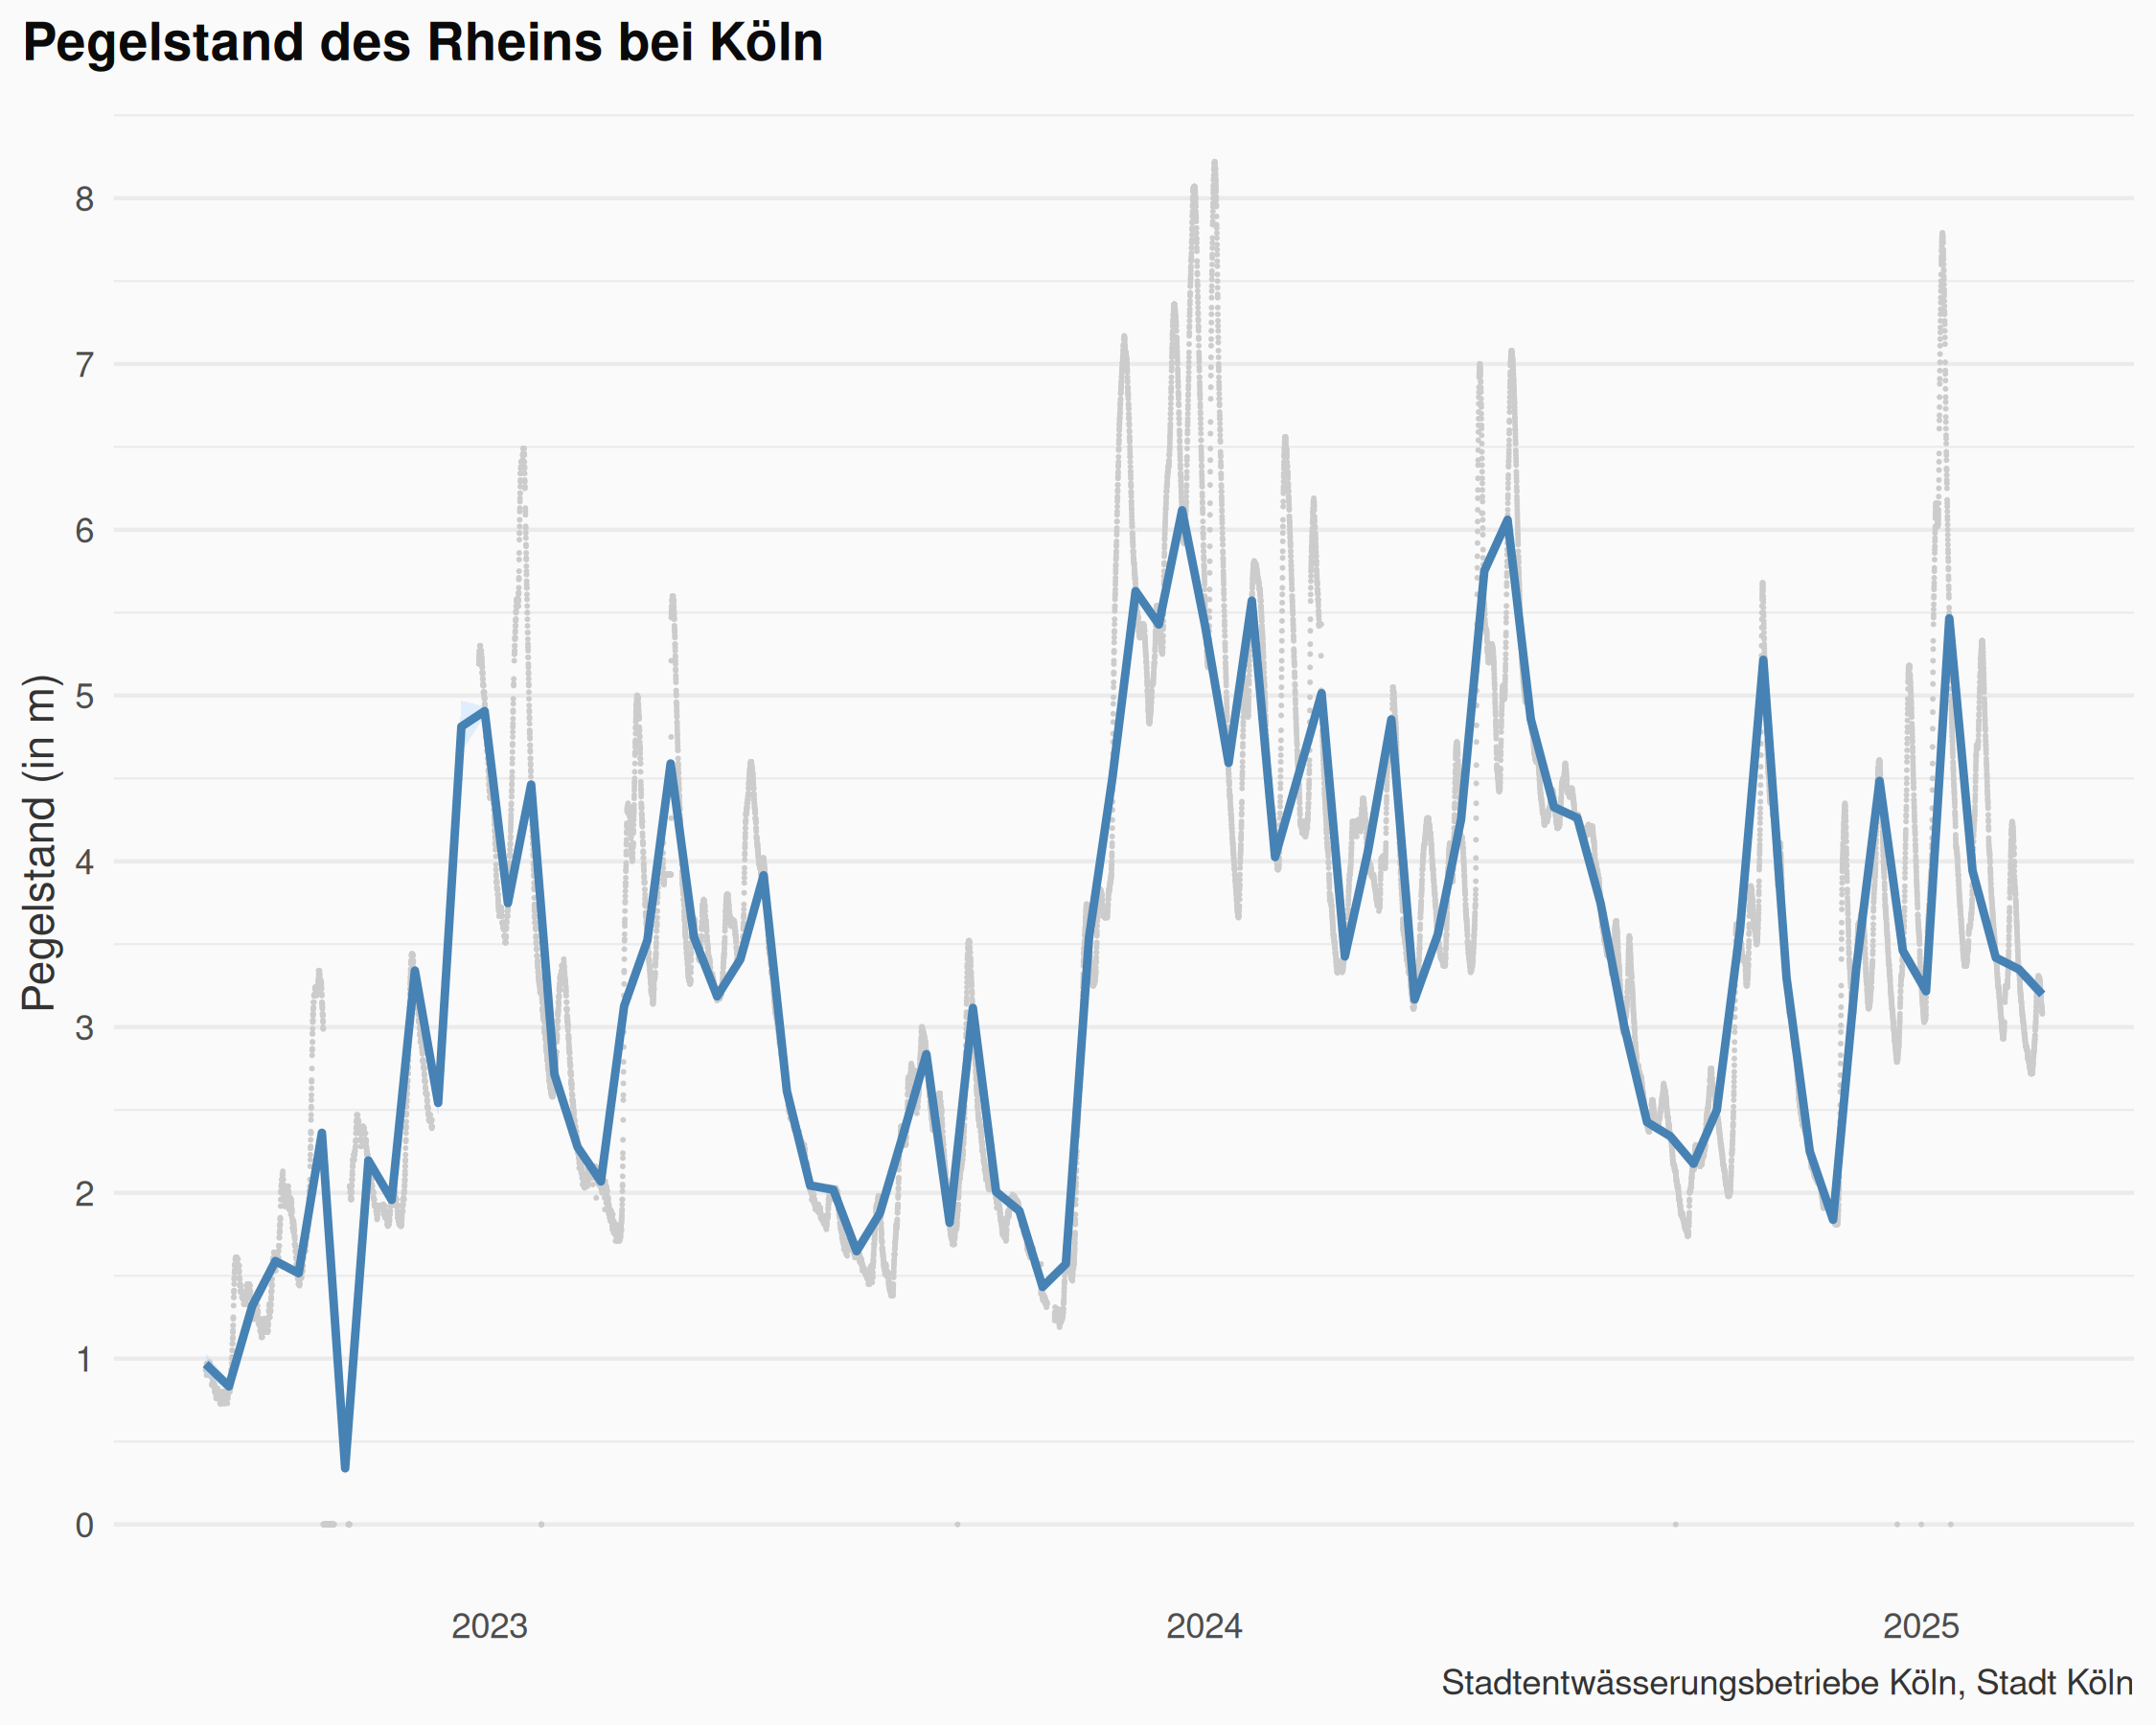 Pegelstand des Rheins bei Köln
Pegelstand (in m)
8
7
6
5
4
3
2
1
0
2023 2024 2025
Stadtentwässerungsbetriebe Köln, Stadt Köln